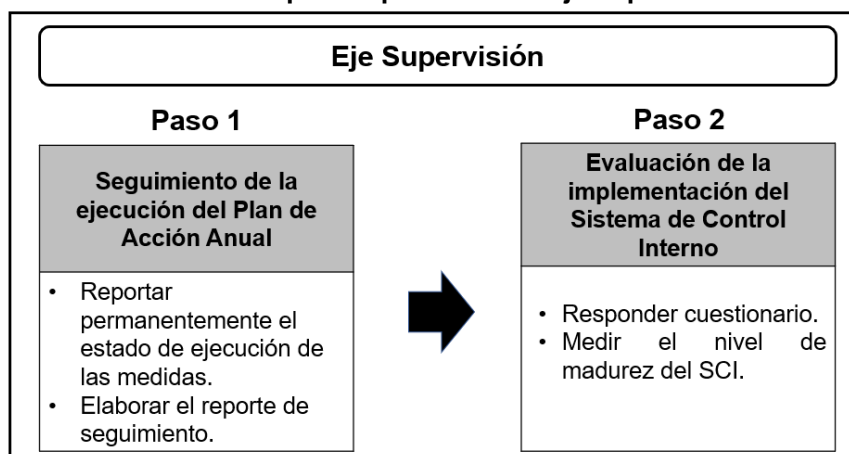 Eje Supervisión
Paso 1
Seguimiento de la
ejecución del Plan de
Acción Anual
• Reportar
permanentemente el
estado de ejecución de
las medidas.
• Elaborar el reporte de
seguimiento.
Paso 2
Evaluación de la
implementación del
Sistema de Control
Interno
• Responder cuestionario.
• Medir el nivel de
madurez del SCI.